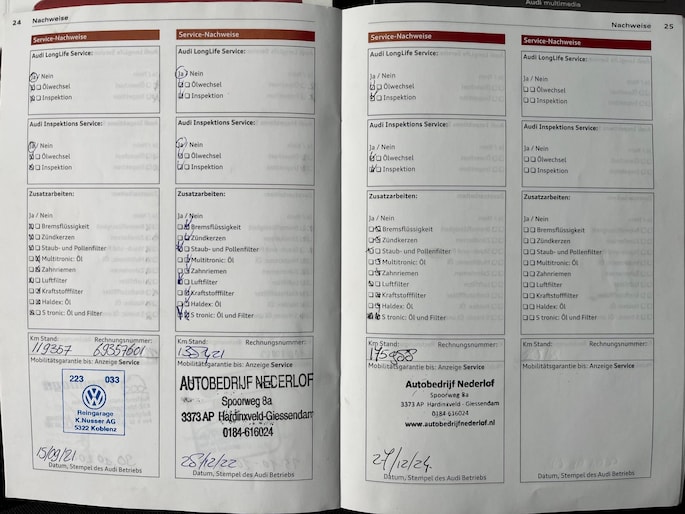 Audi multimedia
24 Nachweise
Service-Nachweise
Audi LongLife Service:
Ja/ Nein
Ölwechsel
Inspektion
Audi Inspektions Service:
Ja/ Nein
Ölwechsel
Inspektion
Zusatzarbeiten:
Ja / Nein
Bremsflüssigkeit
Zündkerzen
Staub- und Pollenfilter
Multitronic: Öl
Zahnriemen
Luftfilter
Kraftstofffilter
Haldex: Öl
S tronic: Öl und Filter
Km Stand: Rechnungsnummer:
119357 69357601
Mobilitätsgarantie bis: Anzeige Service
223 033
Reingarage
K.Nusser AG
5322 Koblenz
15/09/21
Datum, Stempel des Audi Betriebs
Service-Nachweise
Audi LongLife Service:
Ja/ Nein
Ölwechsel
Inspektion
Audi Inspektions Service:
Ja/ Nein
Ölwechsel
Inspektion
Zusatzarbeiten:
Ja / Nein
Bremsflüssigkeit
Zündkerzen
Staub- und Pollenfilter
Multitronic: Öl
Zahnriemen
Luftfilter
Kraftstofffilter
Haldex: Öl
S tronic: Öl und Filter
Km Stand: Rechnungsnummer:
Mobilitätsgarantie bis: Anzeige Service
AUTOBEDRIJF NEDERLOF
Spoorweg 8a
3373 AP Hardinxveld-Giessendam
0184-616024
28/12/22
Datum, Stempel des Audi Betriebs
Nachweise 25
Service-Nachweise
Audi LongLife Service:
Ja / Nein
Ölwechsel
Inspektion
Audi Inspektions Service:
Ja / Nein
Ölwechsel
Inspektion
Zusatzarbeiten:
Ja / Nein
Bremsflüssigkeit
Zündkerzen
Staub- und Pollenfilter
Multitronic: Öl
Zahnriemen
Luftfilter
Kraftstofffilter
Haldex: Öl
S tronic: Öl und Filter
Km Stand: Rechnungsnummer:
Mobilitätsgarantie bis: Anzeige Service
Autobedrijf Nederlof
Spoorweg 8a
3373 AP Hardinxveld-Giessendam
0184-616024
www.autobedrijfnederlof.nl
27/12/24.
Datum, Stempel des Audi Betriebs
Service-Nachweise
Audi LongLife Service:
Ja / Nein
Ölwechsel
Inspektion
Audi Inspektions Service:
Ja / Nein
Ölwechsel
Inspektion
Zusatzarbeiten:
Ja / Nein
Bremsflüssigkeit
Zündkerzen
Staub- und Pollenfilter
Multitronic: Öl
Zahnriemen
Luftfilter
Kraftstofffilter
Haldex: Öl
S tronic: Öl und Filter
Km Stand: Rechnungsnummer:
Mobilitätsgarantie bis: Anzeige Service
Datum, Stempel des Audi Betriebs